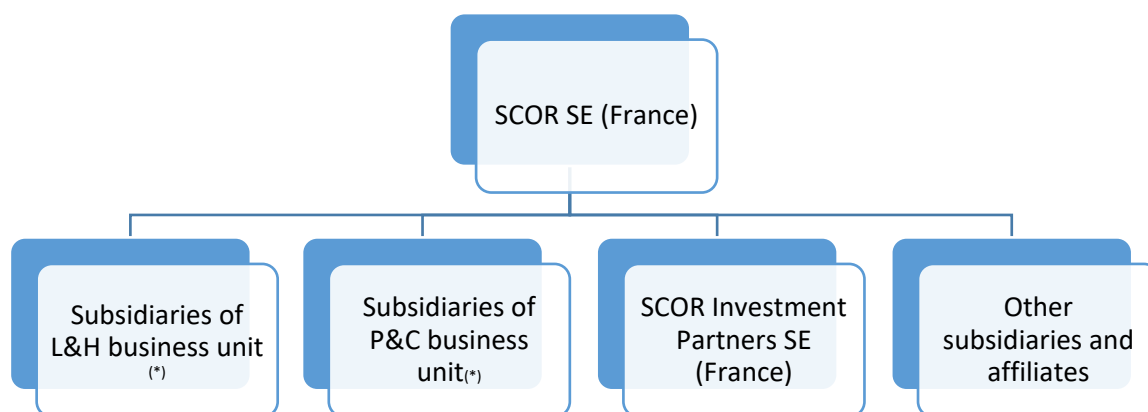 SCOR SE (France)
Subsidiaries of
L&H business unit
(*)
Subsidiaries of
P&C business
unit(*)
SCOR Investment
Partners SE
(France)
Other
subsidiaries and
affiliates